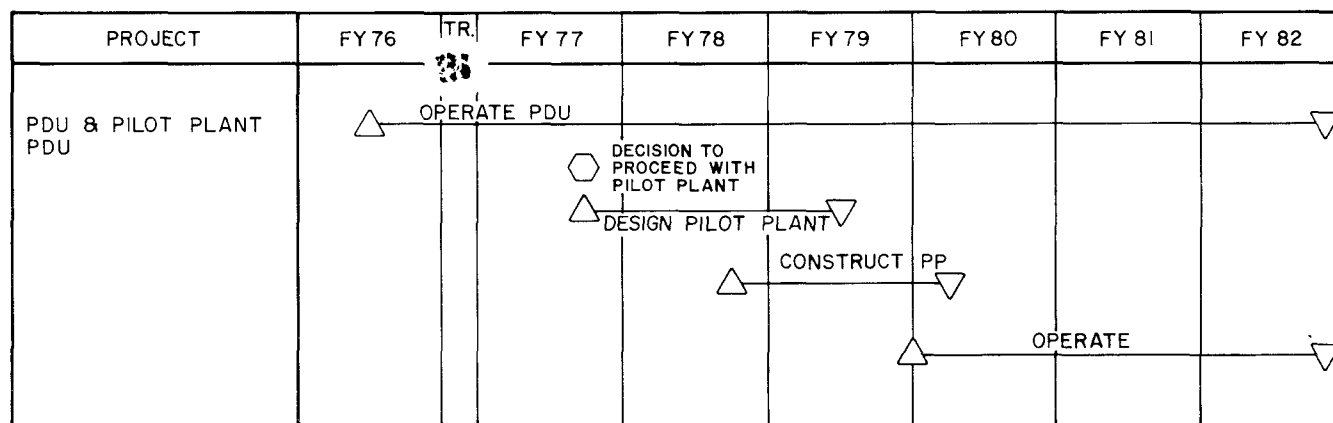 PROJECT FY 76 TR. FY 77 FY 78 FY 79 FY 80 FY 81 FY 82
OPERATE PDU
PDU & PILOT PLANT
PDU
DECISION TO
PROCEED WITH
PILOT PLANT
DESIGN PILOT PLANT
CONSTRUCT PP
OPERATE